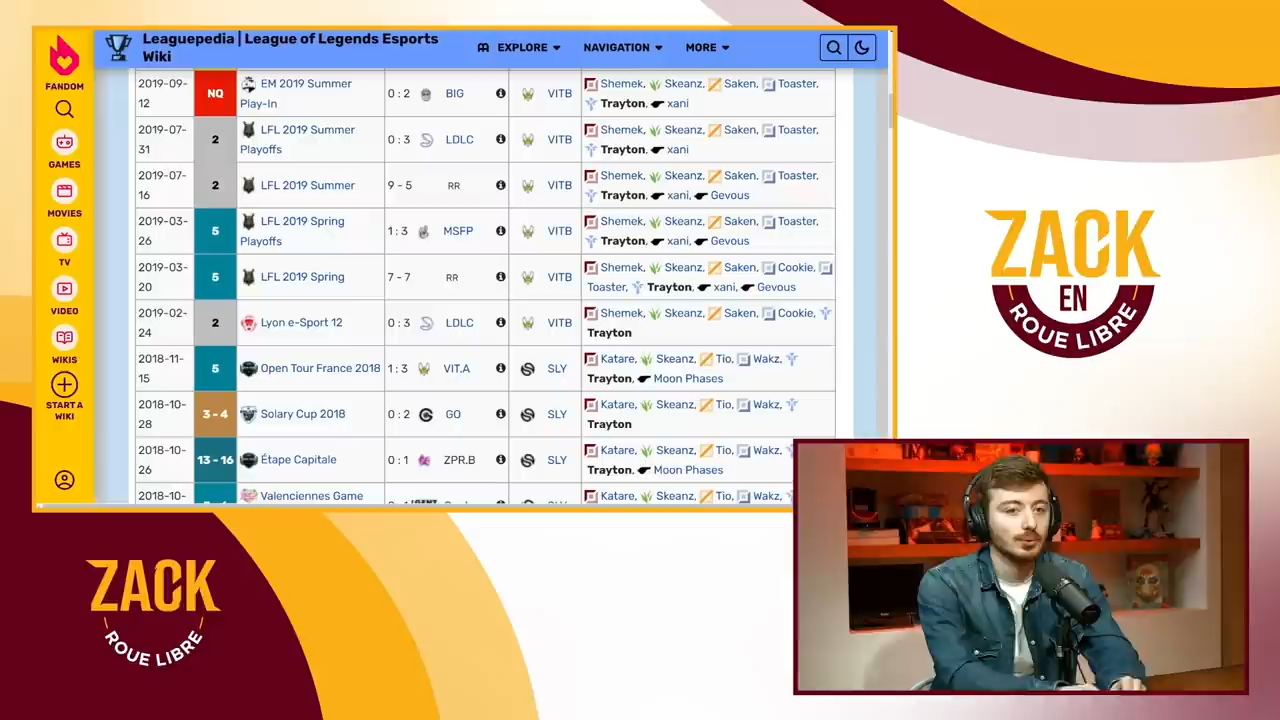 Leaguepedia | League of Legends Esports
Wiki
EXPLORE
NAVIGATION
MORE
FANDOM
GAMES
MOVIES
TV
VIDEO
WIKIS
START A
WIKI
2019-09-
12
NQ
EM 2019 Summer
Play-In
0 : 2
BIG
VITB
Shemek, Skeanz, Saken, Toaster,
Trayton, xani
2019-07-
31
2
LFL 2019 Summer
Playoffs
0 : 3
LDLC
VITB
Shemek, Skeanz, Saken, Toaster,
Trayton, xani
2019-07-
16
2
LFL 2019 Summer
9 - 5
RR
VITB
Shemek, Skeanz, Saken, Toaster,
Trayton, xani, Gevous
2019-03-
26
5
LFL 2019 Spring
Playoffs
1 : 3
MSFP
VITB
Shemek, Skeanz, Saken, Toaster,
Trayton, xani, Gevous
2019-03-
20
5
LFL 2019 Spring
7 - 7
RR
VITB
Shemek, Skeanz, Saken, Cookie,
Toaster, Trayton, xani, Gevous
2019-02-
24
2
Lyon e-Sport 12
0 : 3
LDLC
VITB
Shemek, Skeanz, Saken, Cookie,
Trayton
2018-11-
15
5
Open Tour France 2018
1 : 3
VIT.A
SLY
Katare, Skeanz, Tio, Wakz,
Trayton, Moon Phases
2018-10-
28
3 - 4
Solary Cup 2018
0 : 2
GO
SLY
Katare, Skeanz, Tio, Wakz,
Trayton
2018-10-
26
13 - 16
Étape Capitale
0 : 1
ZPR.B
SLY
Katare, Skeanz, Tio, Wakz,
Trayton, Moon Phases
2018-10-
Valenciennes Game
Katare, Skeanz, Tio, Wakz,
ZACK
EN
ROUE LIBRE
ZACK
ROUE LIBRE